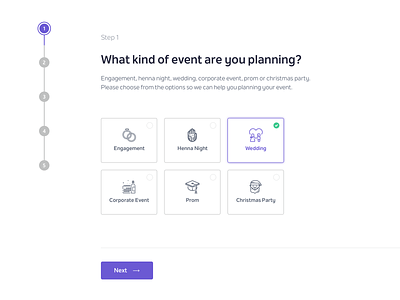 1
Step 1
What kind of event are you planning?
Engagement, henna night, wedding, corporate event, prom or christmas party.
Please choose from the options so we can help you planning your event.
2
3
4
5
Engagement
Henna Night
Wedding
Corporate Event
Prom
Christmas Party
Next →